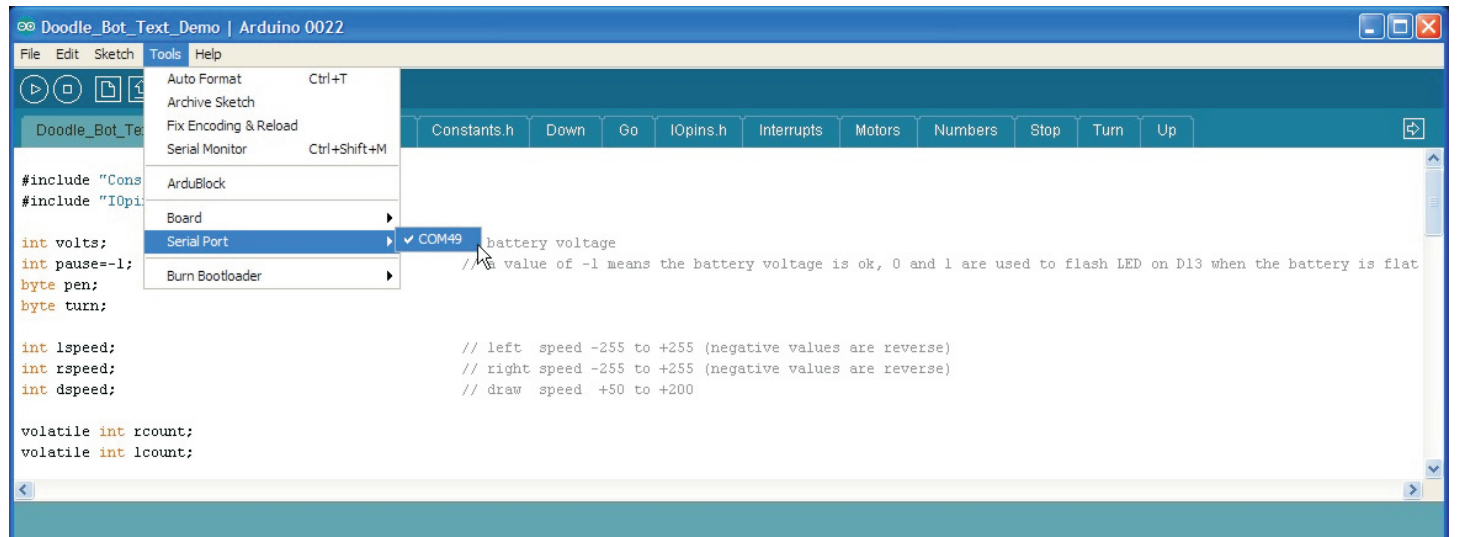 Doodle_Bot_Text_Demo | Arduino 0022
File Edit Sketch Tools Help
Auto Format Ctrl+T
Archive Sketch
Fix Encoding & Reload
Serial Monitor Ctrl+Shift+M
ArduBlock
Board
Serial Port
COM49
Burn Bootloader
Doodle_Bot_Te Constants.h Down Go IOpins.h Interrupts Motors Numbers Stop Turn Up
#include "Cons
#include "IOpi
int volts; battery voltage
int pause=-1; // a value of -1 means the battery voltage is ok, 0 and 1 are used to flash LED on D13 when the battery is flat
byte pen;
byte turn;
int lspeed; // left speed -255 to +255 (negative values are reverse)
int rspeed; // right speed -255 to +255 (negative values are reverse)
int dspeed; // draw speed +50 to +200
volatile int rcount;
volatile int lcount;